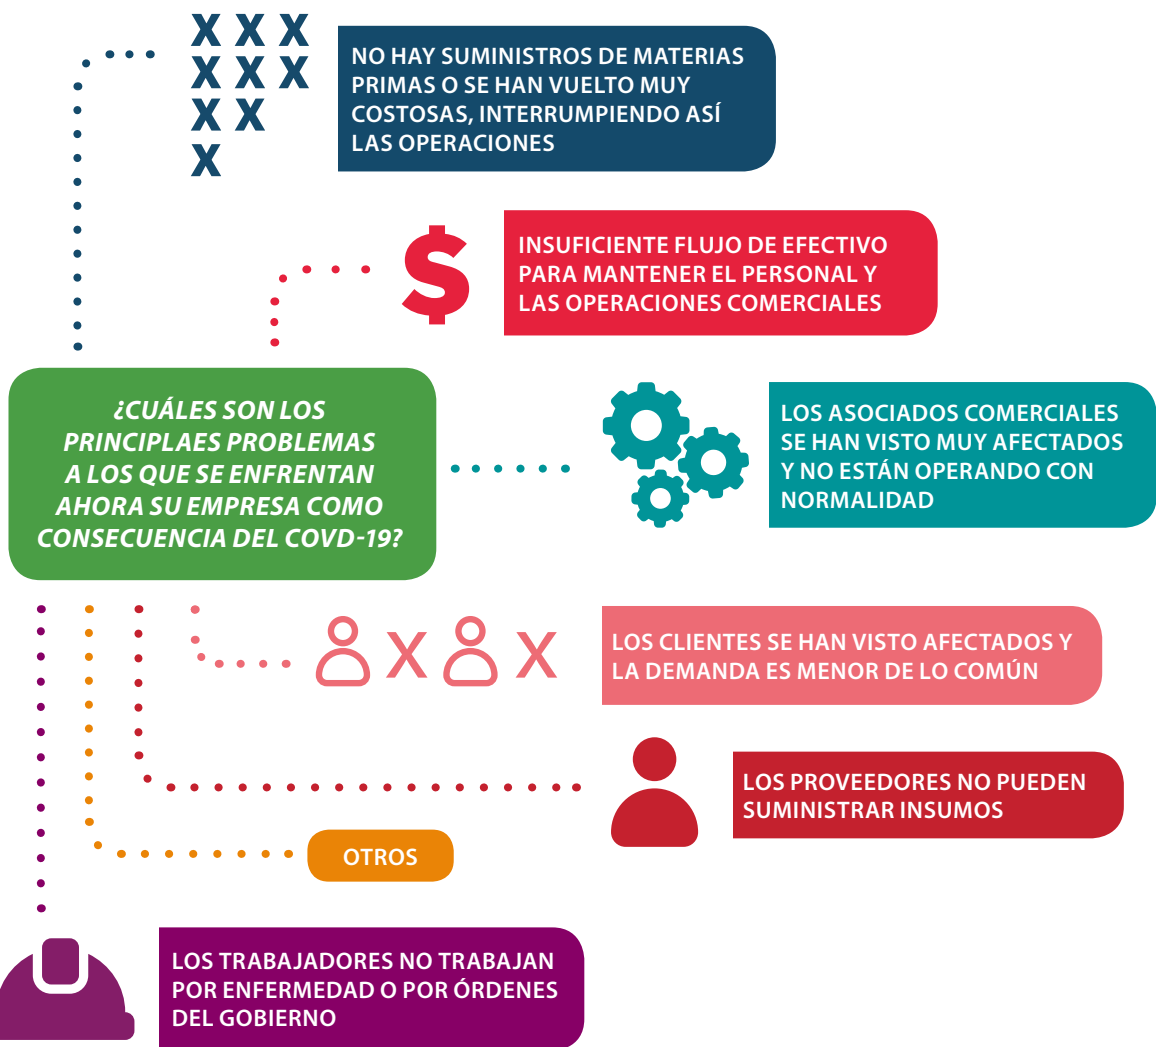 NO HAY SUMINISTROS DE MATERIAS
PRIMAS O SE HAN VUELTO MUY
COSTOSAS, INTERRUMPIENDO ASÍ
LAS OPERACIONES
INSUFICIENTE FLUJO DE EFECTIVO
PARA MANTENER EL PERSONAL Y
LAS OPERACIONES COMERCIALES
¿CUÁLES SON LOS
PRINCIPLAES PROBLEMAS
A LOS QUE SE ENFRENTAN
AHORA SU EMPRESA COMO
CONSECUENCIA DEL COVD-19?
LOS ASOCIADOS COMERCIALES
SE HAN VISTO MUY AFECTADOS
Y NO ESTÁN OPERANDO CON
NORMALIDAD
LOS CLIENTES SE HAN VISTO AFECTADOS Y
LA DEMANDA ES MENOR DE LO COMÚN
LOS PROVEEDORES NO PUEDEN
SUMINISTRAR INSUMOS
OTROS
LOS TRABAJADORES NO TRABAJAN
POR ENFERMEDAD O POR ÓRDENES
DEL GOBIERNO